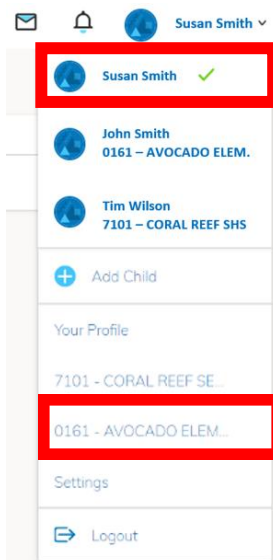 Susan Smith
Susan Smith
John Smith
0161 – AVOCADO ELEM.
Tim Wilson
7101 – CORAL REEF SHS
Add Child
Your Profile
7101 - CORAL REEF SE...
0161 - AVOCADO ELEM...
Settings
Logout